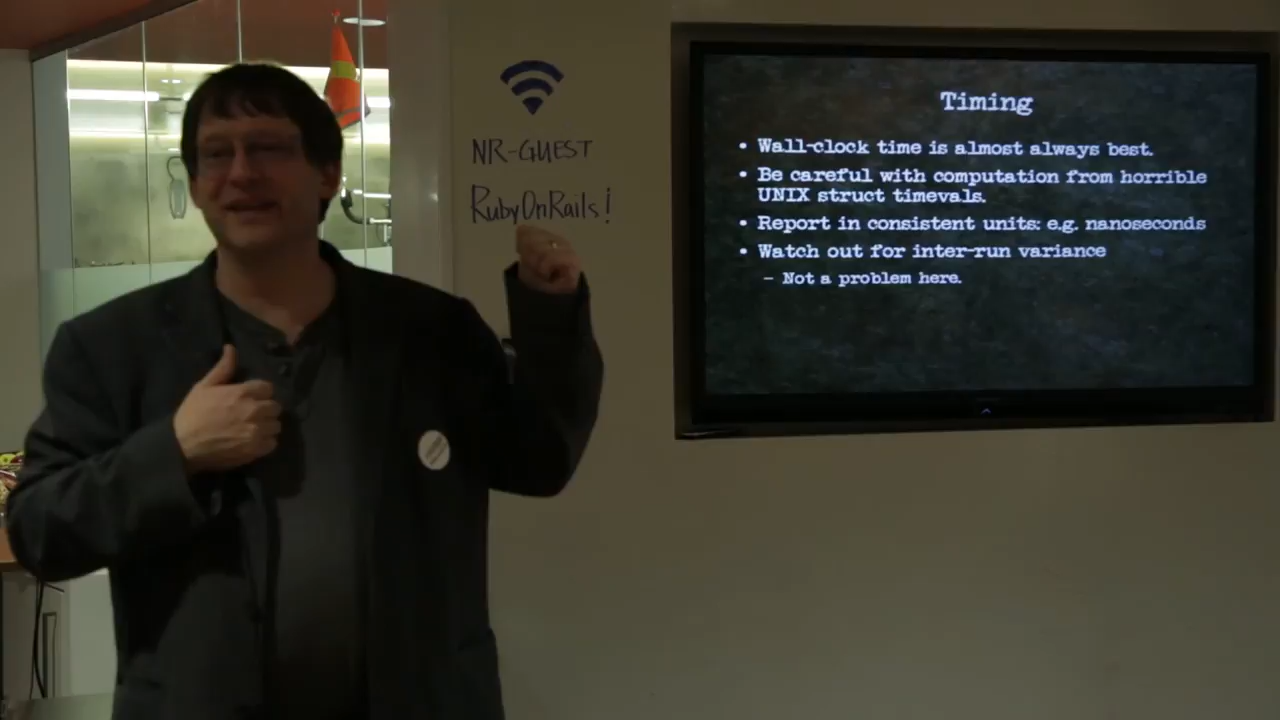 NR-GUEST
RubyOnRails!
Timing
• Wall-clock time is almost always best.
• Be careful with computation from horrible
UNIX struct timevals.
• Report in consistent units: e.g. nanoseconds
• Watch out for inter-run variance
– Not a problem here.